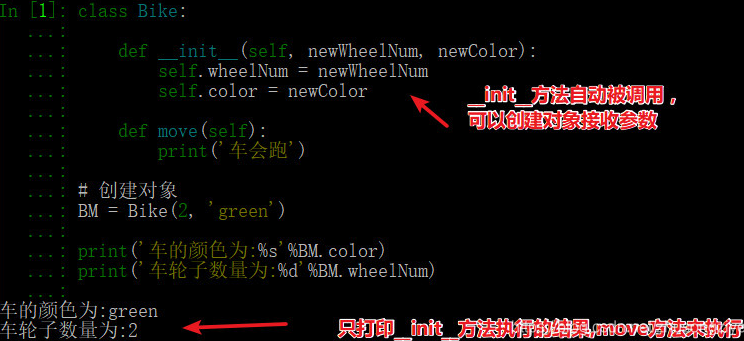 In [1]: class Bike:
...:
...: def __init__(self, newWheelNum, newColor):
...: self.wheelNum = newWheelNum
...: self.color = newColor
...:
...: def move(self):
...: print('车会跑')
...:
...: # 创建对象
...: BM = Bike(2, 'green')
...:
...: print('车的颜色为:%s'%BM.color)
...: print('车轮子数量为:%d'%BM.wheelNum)
...:
__init__方法自动被调用，
可以创建对象接收参数
车的颜色为:green
车轮子数量为:2
只打印__init__方法执行的结果,move方法未执行